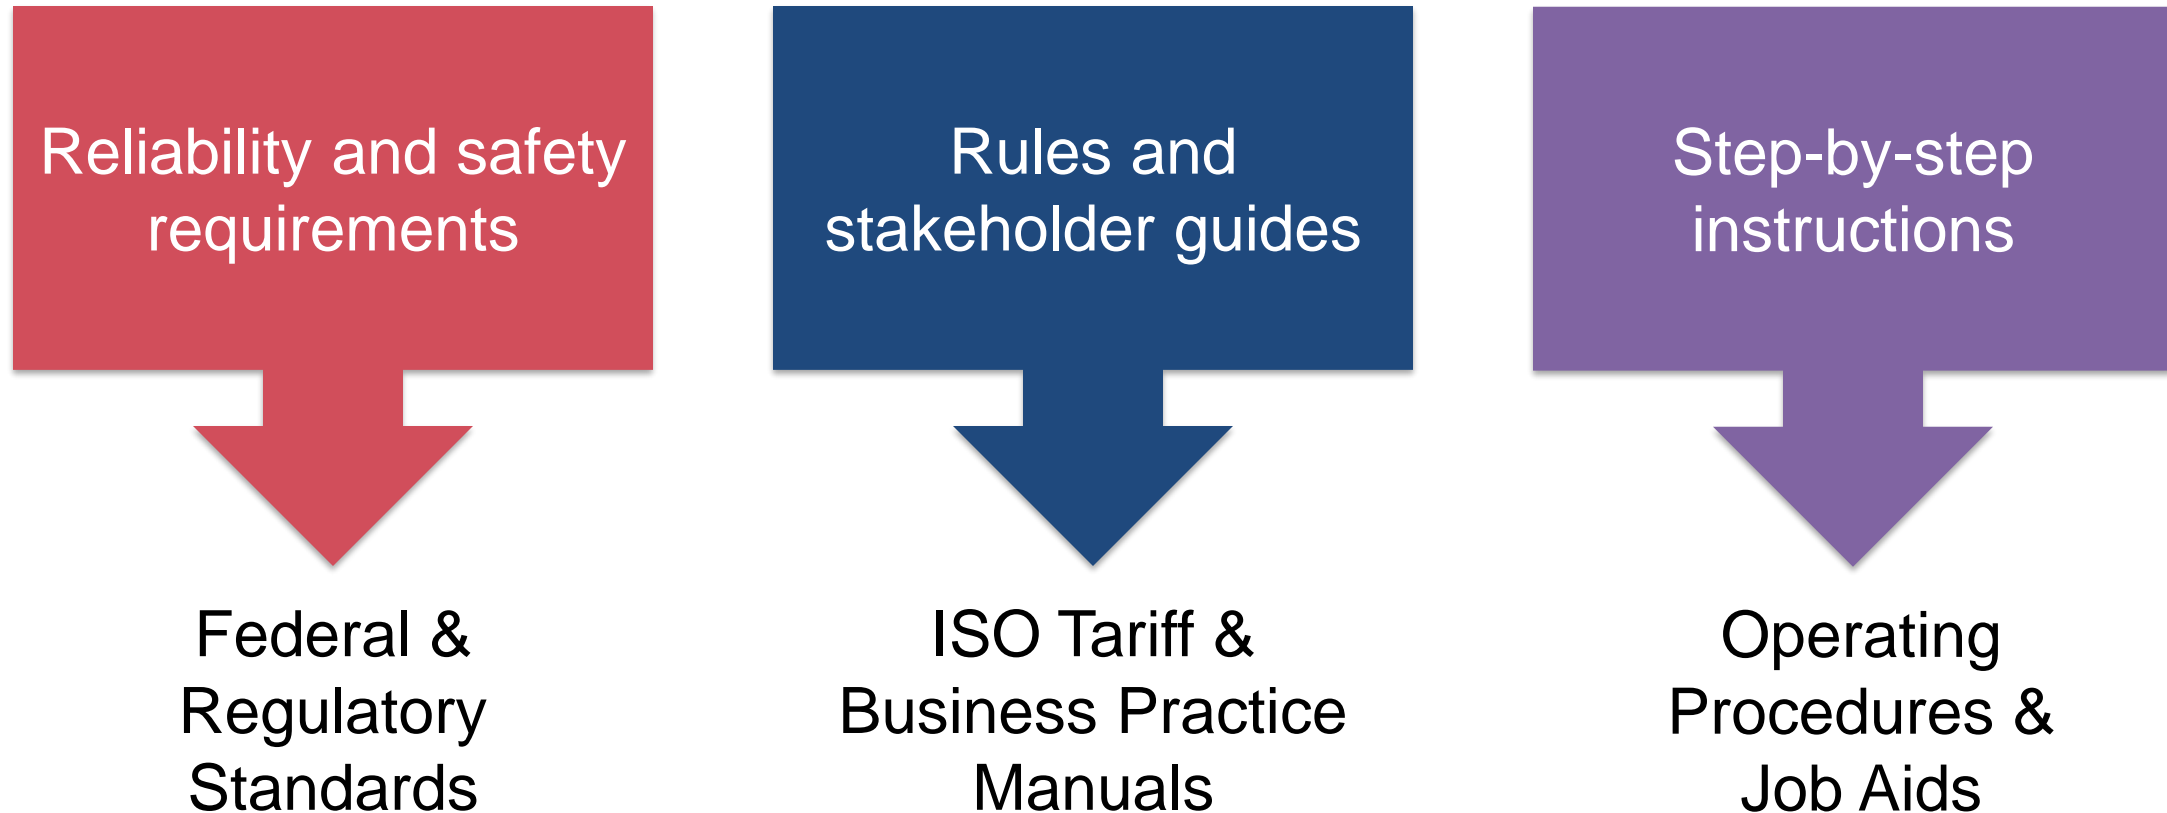 Reliability and safety
requirements
Federal &
Regulatory
Standards
Rules and
stakeholder guides
ISO Tariff &
Business Practice
Manuals
Step-by-step
instructions
Operating
Procedures &
Job Aids